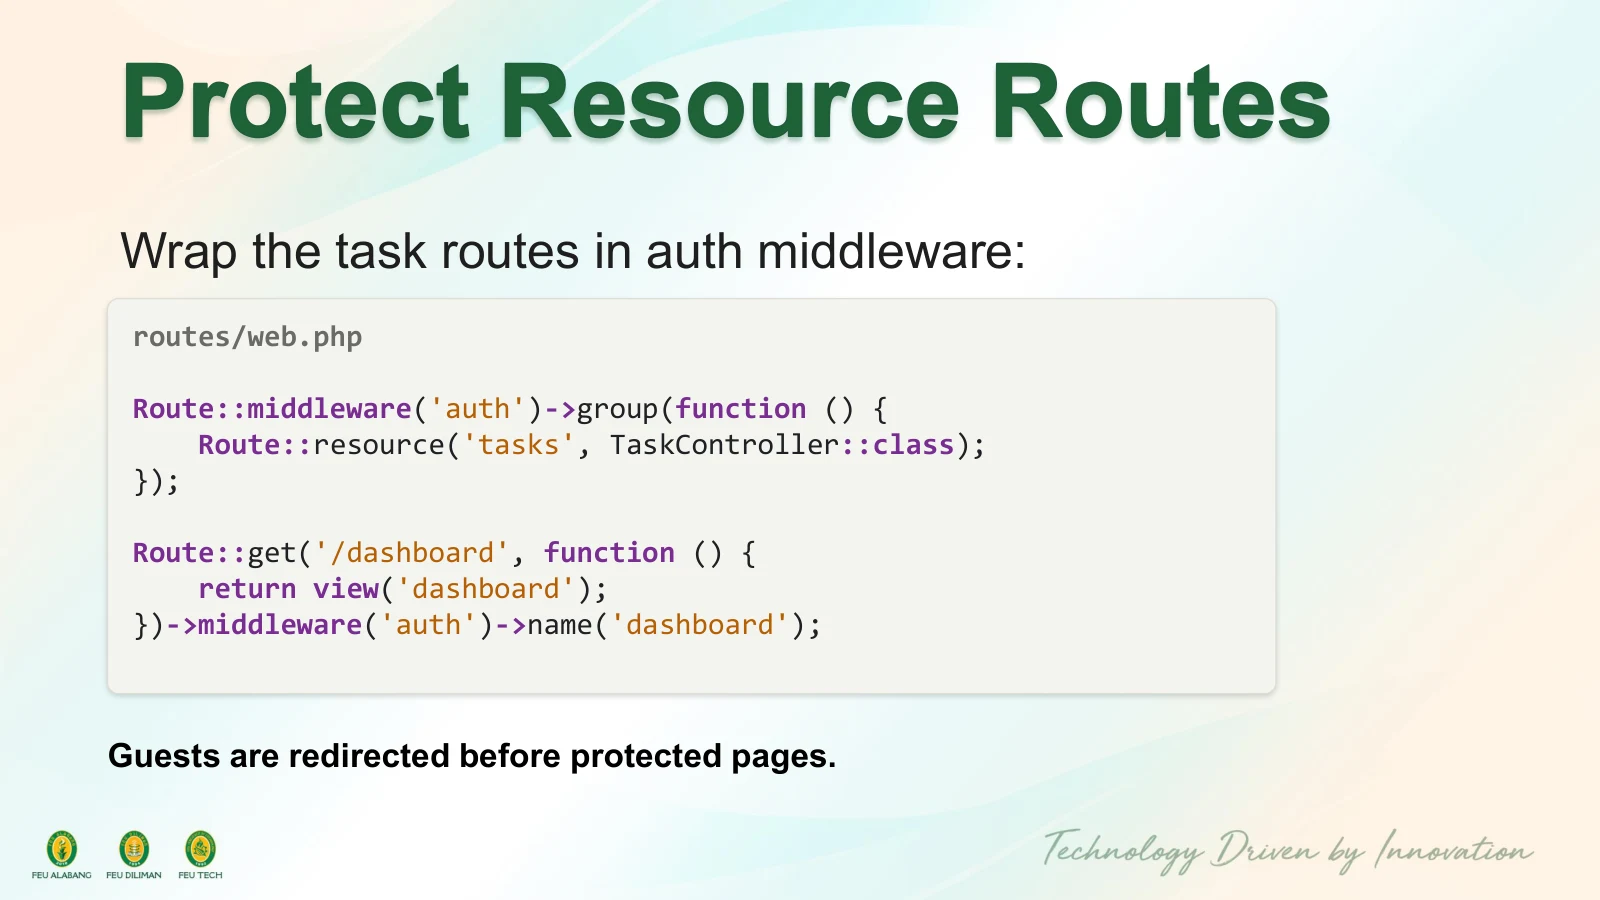 Protect Resource Routes
Wrap the task routes in auth middleware:
routes/web.php
Route::middleware('auth')->group(function () {
    Route::resource('tasks', TaskController::class);
});
Route::get('/dashboard', function () {
    return view('dashboard');
})->middleware('auth')->name('dashboard');
Guests are redirected before protected pages.
FEU ALABANG FEU DILIMAN FEU TECH
Technology Driven by Innovation